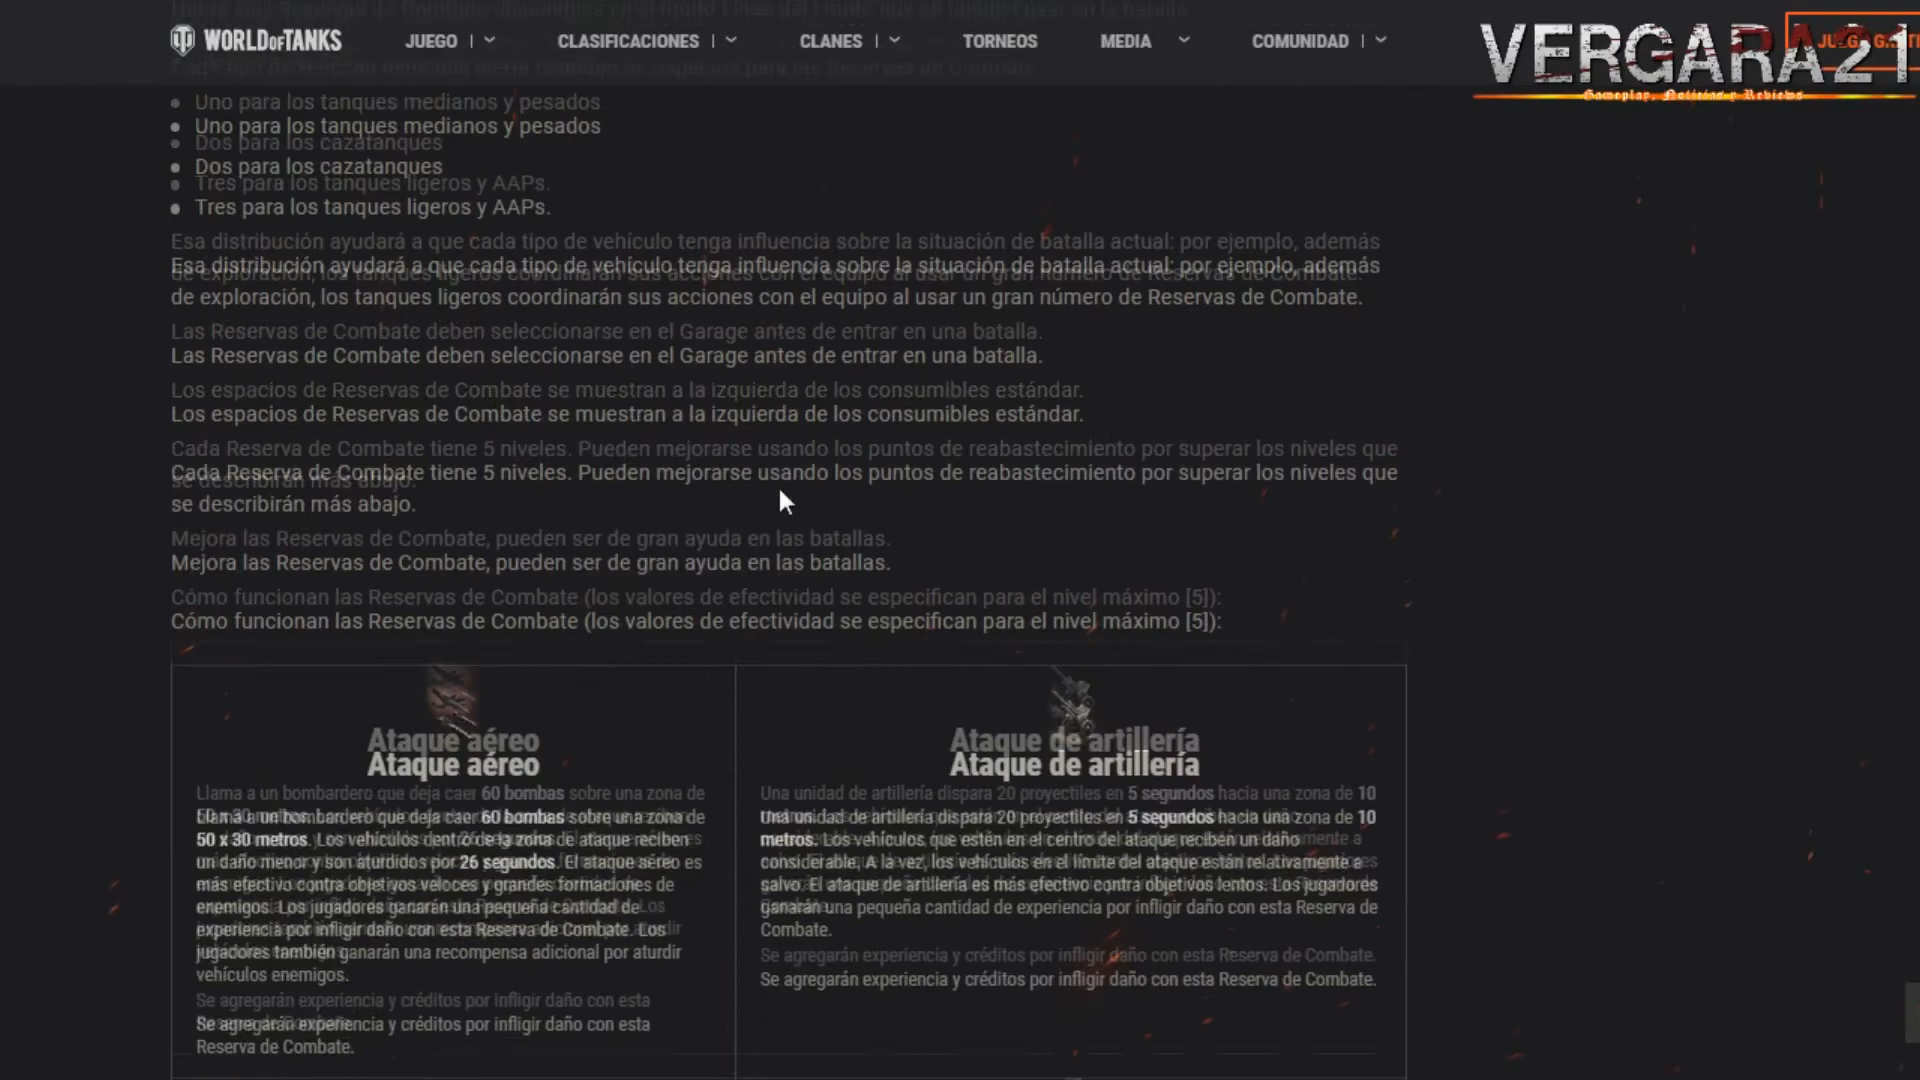 WORLD OF TANKS
JUEGO
CLASIFICACIONES
CLANES
TORNEOS
MEDIA
COMUNIDAD
VERGARA21
Gameplay, Noticias y Reviews
Uno para los tanques medianos y pesados
Dos para los cazatanques
Tres para los tanques ligeros y AAPs.
Esa distribución ayudará a que cada tipo de vehículo tenga influencia sobre la situación de batalla actual: por ejemplo, además
de exploración, los tanques ligeros coordinarán sus acciones con el equipo al usar un gran número de Reservas de Combate.
Las Reservas de Combate deben seleccionarse en el Garage antes de entrar en una batalla.
Los espacios de Reservas de Combate se muestran a la izquierda de los consumibles estándar.
Cada Reserva de Combate tiene 5 niveles. Pueden mejorarse usando los puntos de reabastecimiento por superar los niveles que
se describirán más abajo.
Mejora las Reservas de Combate, pueden ser de gran ayuda en las batallas.
Cómo funcionan las Reservas de Combate (los valores de efectividad se especifican para el nivel máximo [5]):
Ataque aéreo
Llama a un bombardero que deja caer 60 bombas sobre una zona de
50 x 30 metros. Los vehículos dentro de la zona de ataque reciben
un daño menor y son aturdidos por 26 segundos. El ataque aéreo es
más efectivo contra objetivos veloces y grandes formaciones de
enemigos. Los jugadores ganarán una pequeña cantidad de
experiencia por infligir daño con esta Reserva de Combate. Los
jugadores también ganarán una recompensa adicional por aturdir
vehículos enemigos.
Se agregarán experiencia y créditos por infligir daño con esta
Reserva de Combate.
Ataque de artillería
Una unidad de artillería dispara 20 proyectiles en 5 segundos hacia una zona de 10
metros. Los vehículos que estén en el centro del ataque reciben un daño
considerable. A la vez, los vehículos en el límite del ataque están relativamente a
salvo. El ataque de artillería es más efectivo contra objetivos lentos. Los jugadores
ganarán una pequeña cantidad de experiencia por infligir daño con esta Reserva de
Combate.
Se agregarán experiencia y créditos por infligir daño con esta Reserva de Combate.